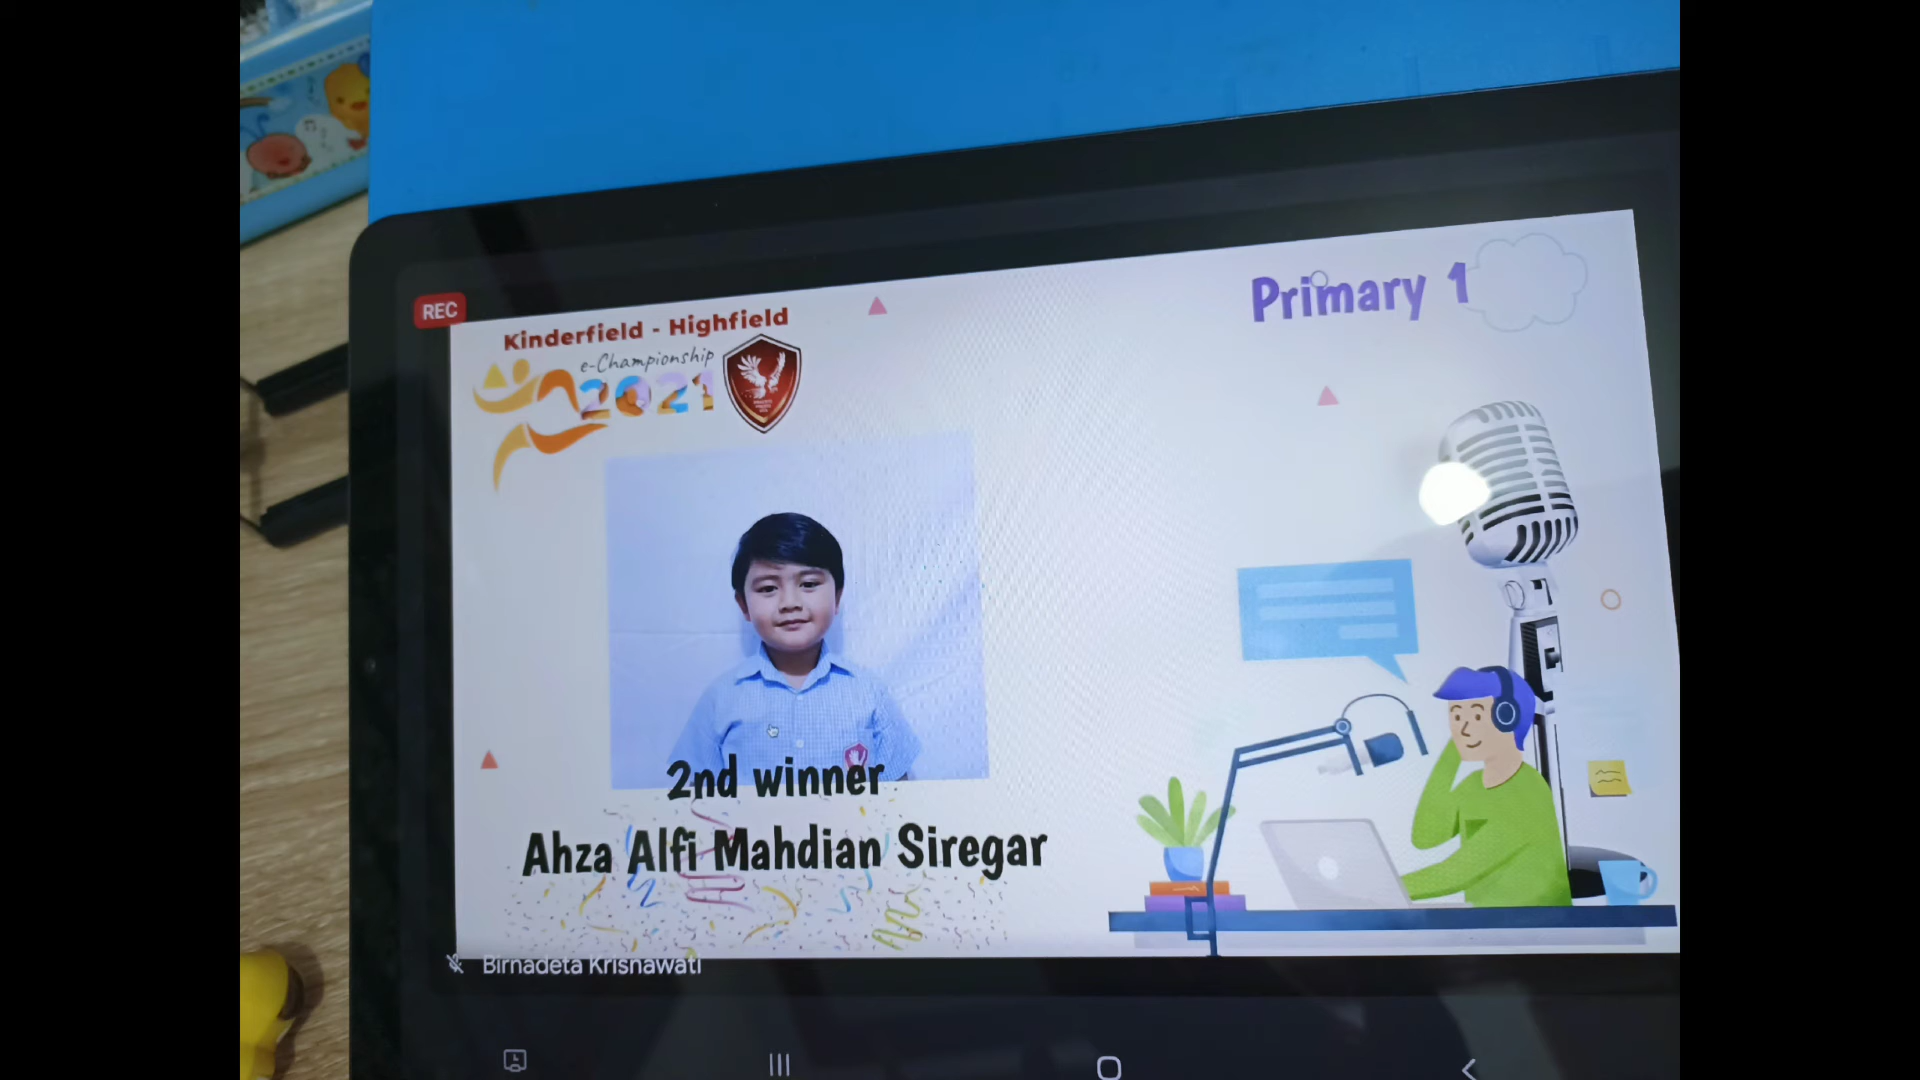 REC
Kinderfield - Highfield
e-Championship
2021
Primary 1
2nd winner
Ahza Alfi Mahdian Siregar
Birnadeta Krisnawati